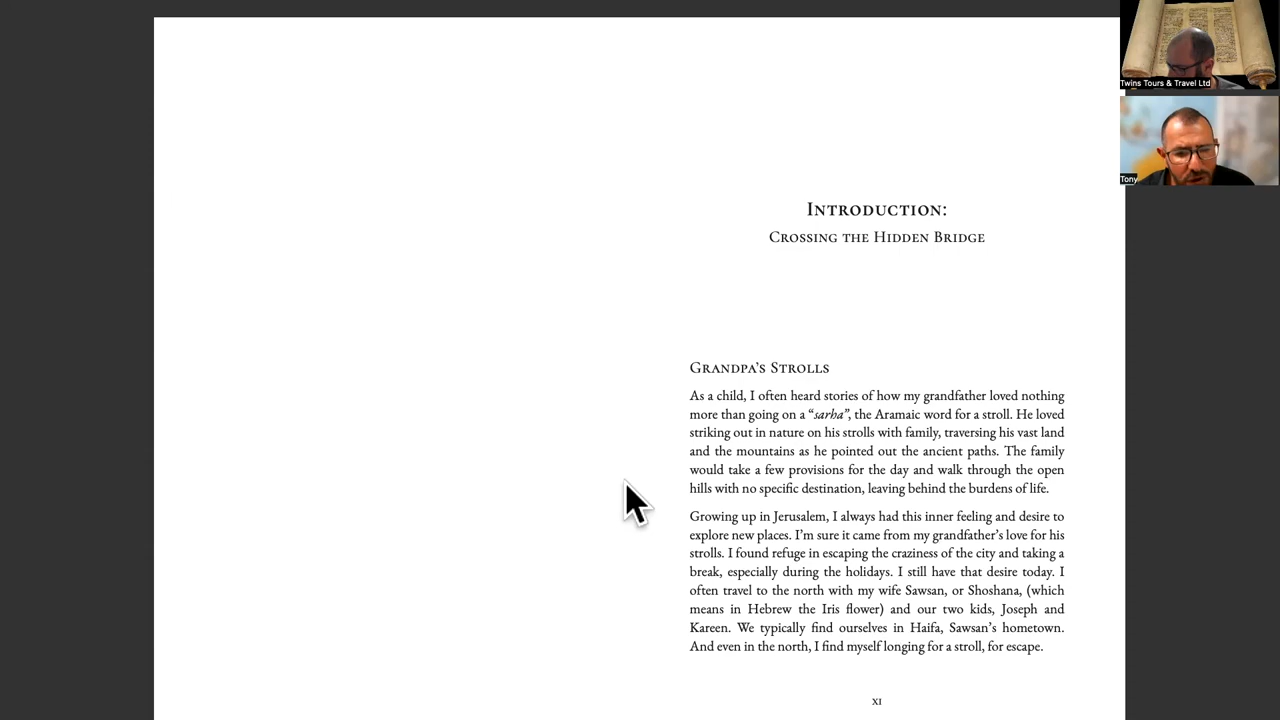 Twins Tours & Travel Ltd
Tony
Introduction:
Crossing the Hidden Bridge
Grandpa's Strolls
As a child, I often heard stories of how my grandfather loved nothing
more than going on a “sarha”, the Aramaic word for a stroll. He loved
striking out in nature on his strolls with family, traversing his vast land
and the mountains as he pointed out the ancient paths. The family
would take a few provisions for the day and walk through the open
hills with no specific destination, leaving behind the burdens of life.
Growing up in Jerusalem, I always had this inner feeling and desire to
explore new places. I'm sure it came from my grandfather's love for his
strolls. I found refuge in escaping the craziness of the city and taking a
break, especially during the holidays. I still have that desire today. I
often travel to the north with my wife Sawsan, or Shoshana, (which
means in Hebrew the Iris flower) and our two kids, Joseph and
Kareen. We typically find ourselves in Haifa, Sawsan's hometown.
And even in the north, I find myself longing for a stroll, for escape.
XI